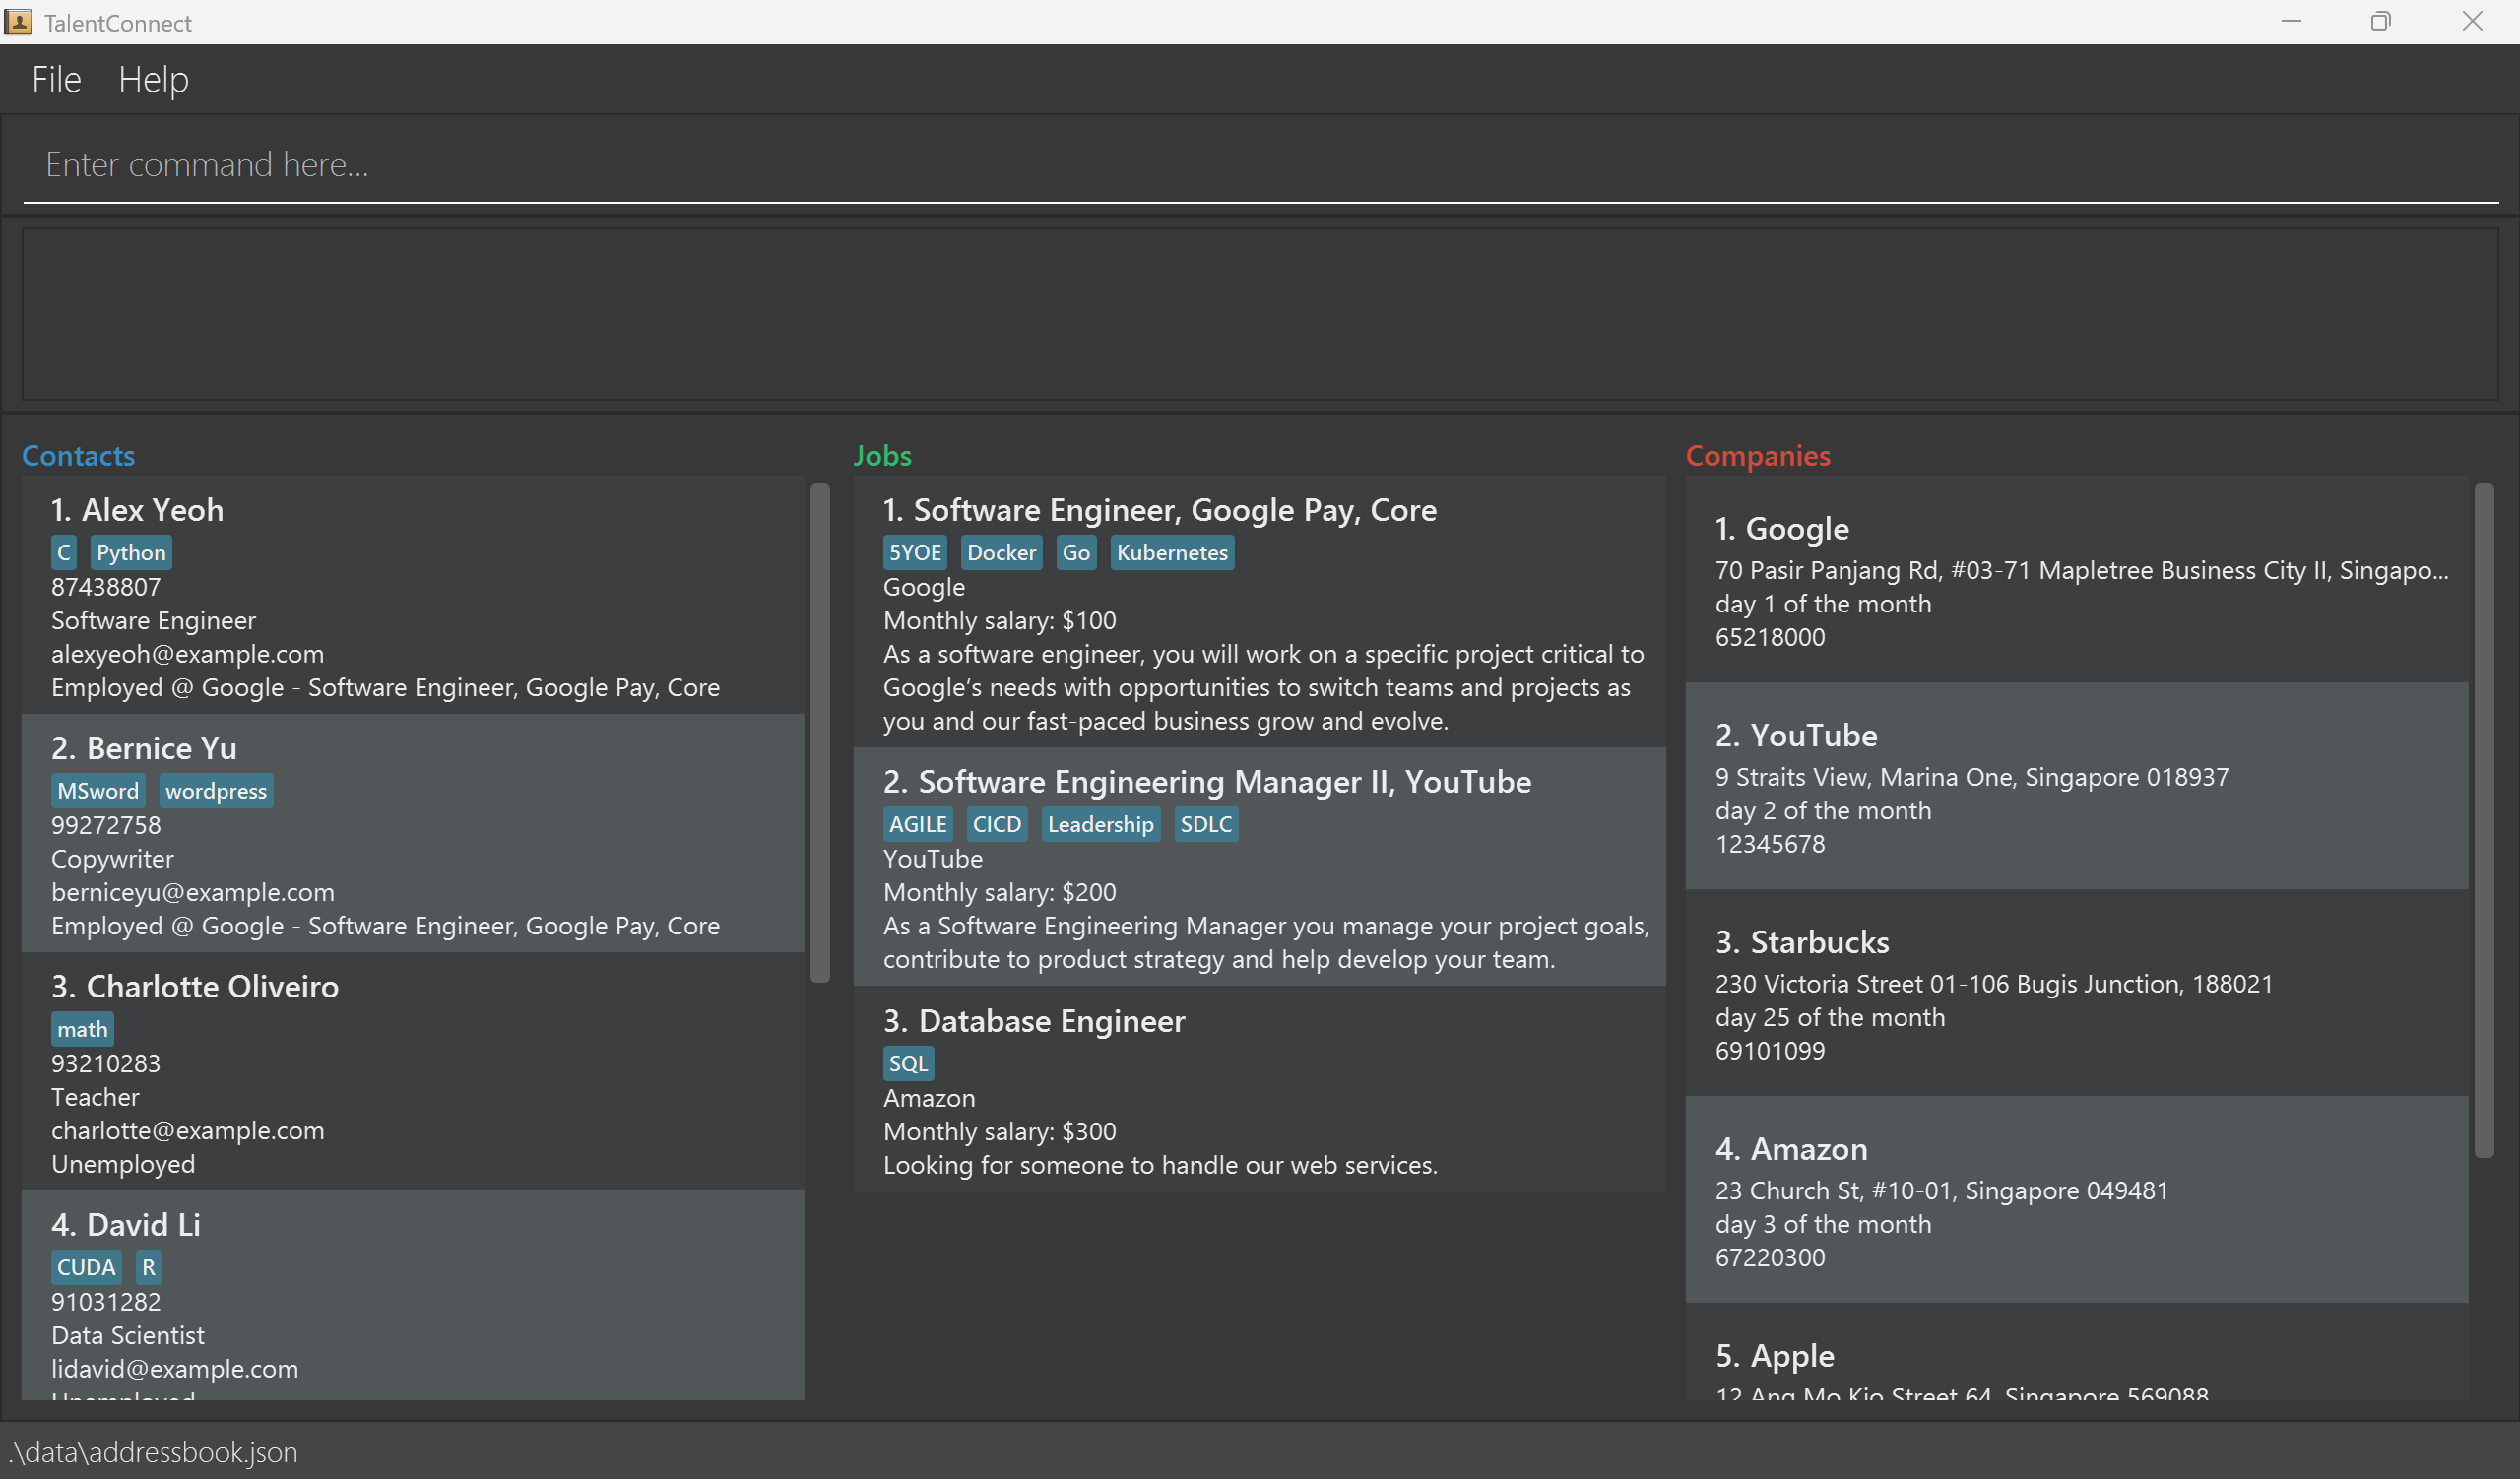 TalentConnect
File Help
Enter command here...
Contacts
1. Alex Yeoh
C Python
87438807
Software Engineer
alexyeoh@example.com
Employed @ Google - Software Engineer, Google Pay, Core
2. Bernice Yu
MSword wordpress
99272758
Copywriter
berniceyu@example.com
Employed @ Google - Software Engineer, Google Pay, Core
3. Charlotte Oliveiro
math
93210283
Teacher
charlotte@example.com
Unemployed
4. David Li
CUDA R
91031282
Data Scientist
lidavid@example.com
Unemployed
Jobs
1. Software Engineer, Google Pay, Core
5YOE Docker Go Kubernetes
Google
Monthly salary: $100
As a software engineer, you will work on a specific project critical to
Google’s needs with opportunities to switch teams and projects as
you and our fast-paced business grow and evolve.
2. Software Engineering Manager II, YouTube
AGILE CICD Leadership SDLC
YouTube
Monthly salary: $200
As a Software Engineering Manager you manage your project goals,
contribute to product strategy and help develop your team.
3. Database Engineer
SQL
Amazon
Monthly salary: $300
Looking for someone to handle our web services.
Companies
1. Google
70 Pasir Panjang Rd, #03-71 Mapletree Business City II, Singapo...
day 1 of the month
65218000
2. YouTube
9 Straits View, Marina One, Singapore 018937
day 2 of the month
12345678
3. Starbucks
230 Victoria Street 01-106 Bugis Junction, 188021
day 25 of the month
69101099
4. Amazon
23 Church St, #10-01, Singapore 049481
day 3 of the month
67220300
5. Apple
12 Ang Mo Kio Street 64, Singapore 569088
.\data\addressbook.json